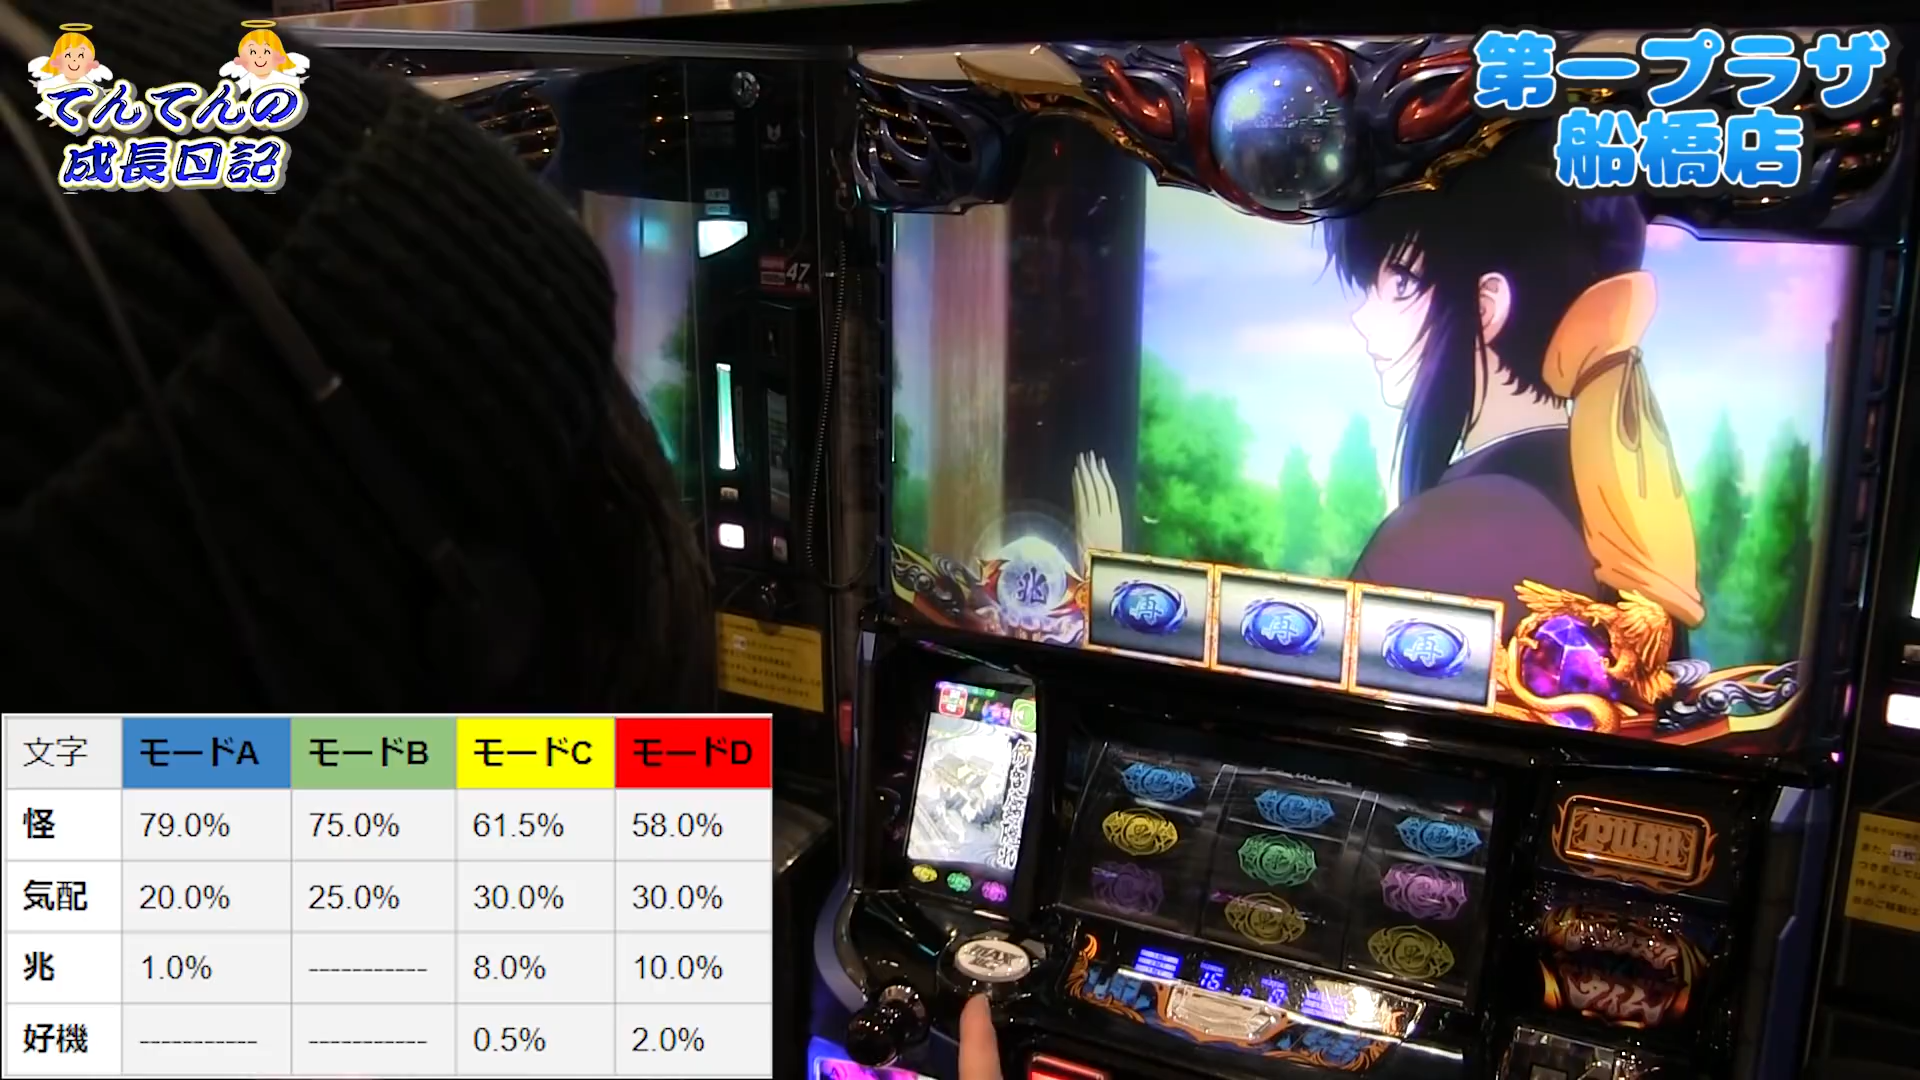 てんてんの
成長日記
第一プラザ
船橋店
47
兆
PUSH
MAX
文字 モードA モードB モードC モードD
怪 79.0% 75.0% 61.5% 58.0%
気配 20.0% 25.0% 30.0% 30.0%
兆 1.0% ----------- 8.0% 10.0%
好機 ----------- ----------- 0.5% 2.0%